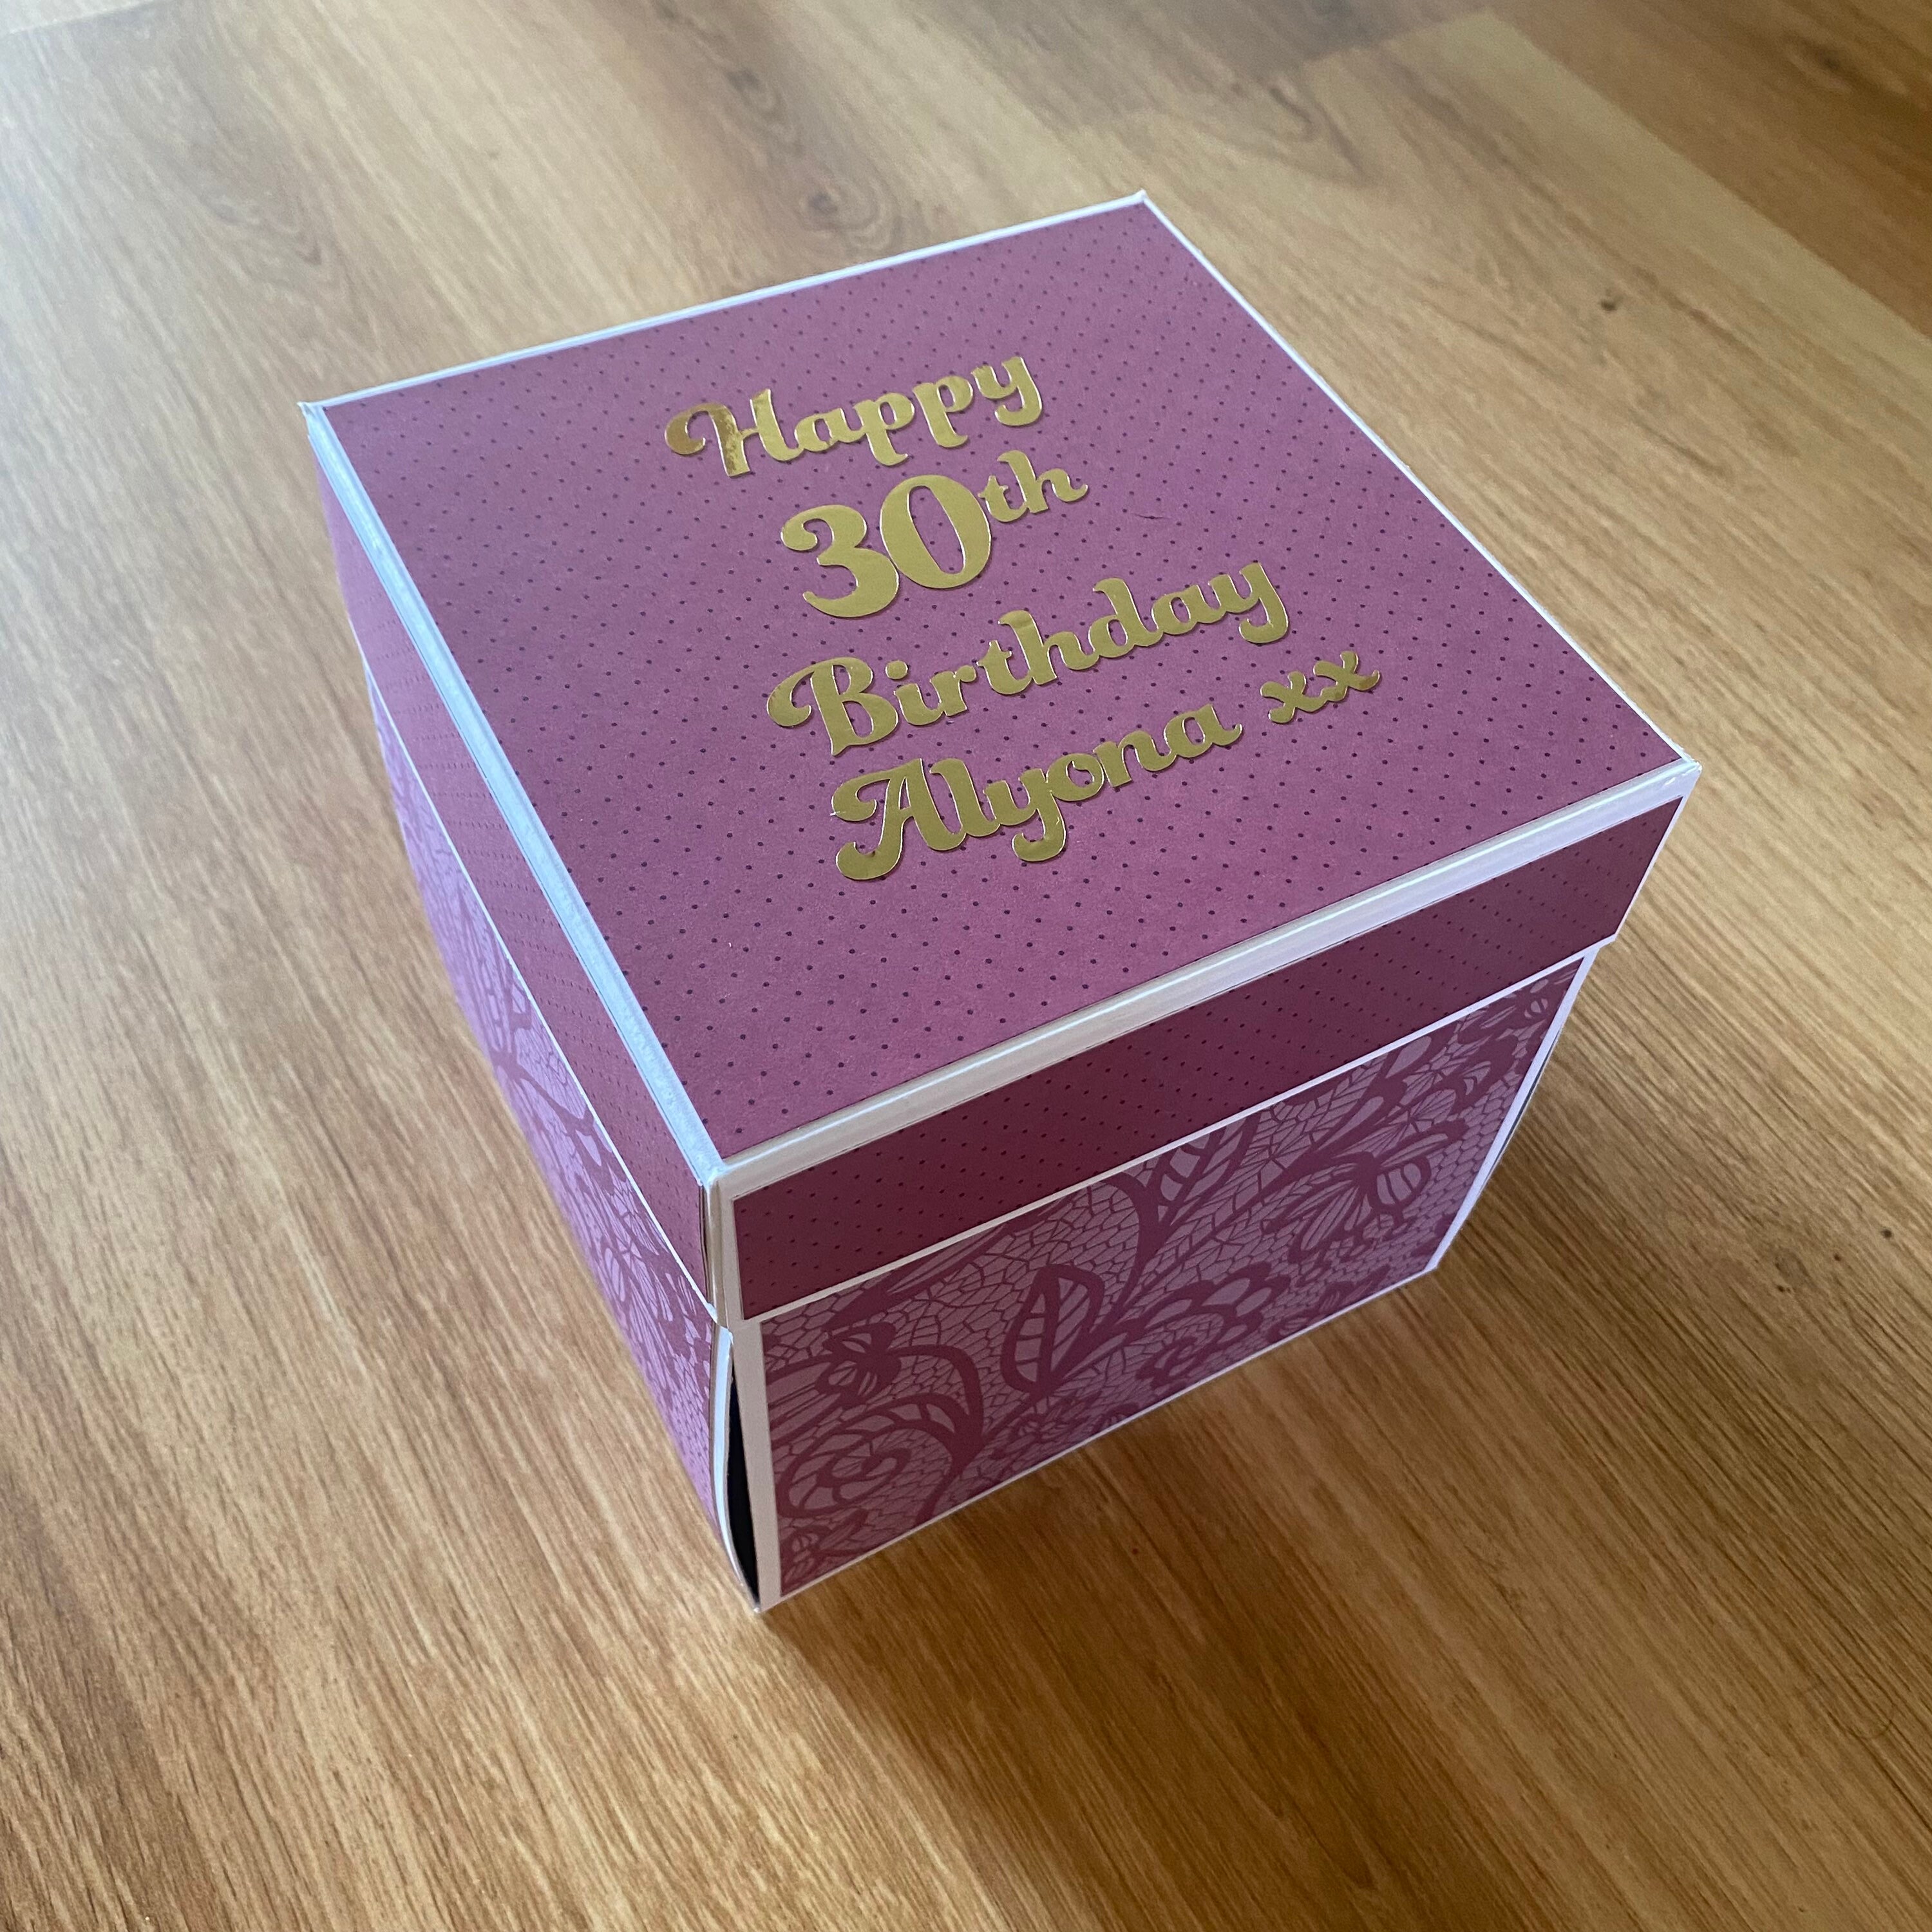 Happy
30th
Birthday
Alyona xx